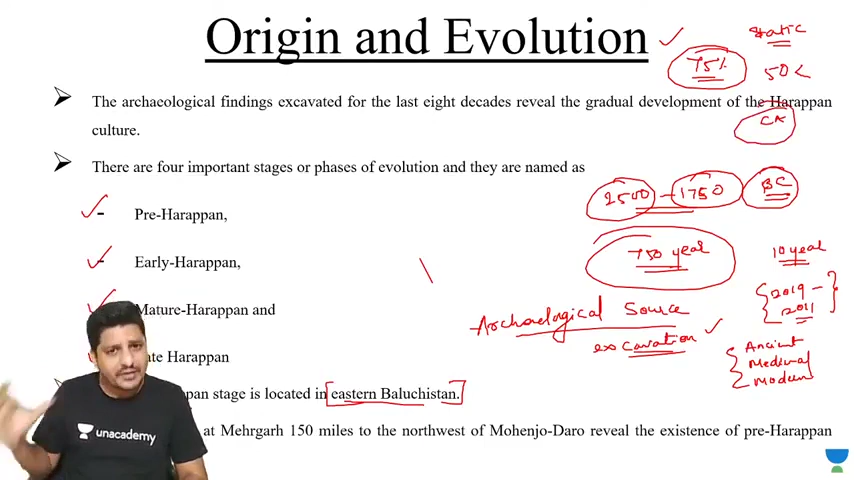 Origin and Evolution
static
75%
50<
The archaeological findings excavated for the last eight decades reveal the gradual development of the Harappan
culture.
CA
There are four important stages or phases of evolution and they are named as
2500 - 1750 BC
- Pre-Harappan,
750 year
10 year
- Early-Harappan,
2019 -
2011
Mature-Harappan and
Archaeological Source
excavation
Ancient
Medieval
Modern
ate Harappan
ppan stage is located in eastern Baluchistan.
unacademy
at Mehrgarh 150 miles to the northwest of Mohenjo-Daro reveal the existence of pre-Harappan